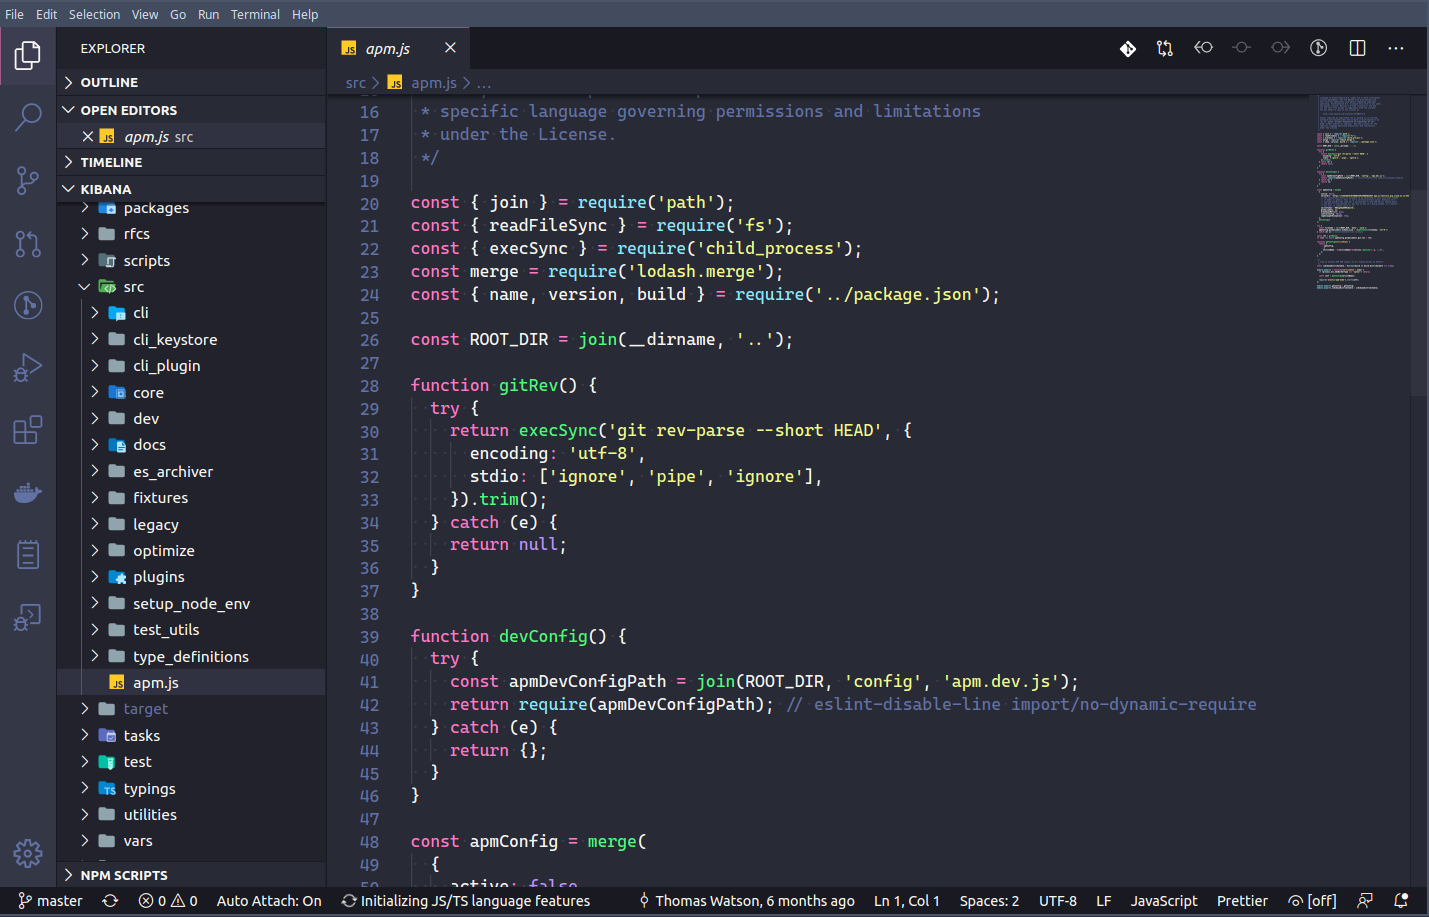 File Edit Selection View Go Run Terminal Help
EXPLORER
OUTLINE
OPEN EDITORS
apm.js src
TIMELINE
KIBANA
packages
rfcs
scripts
src
cli
cli_keystore
cli_plugin
core
dev
docs
es_archiver
fixtures
legacy
optimize
plugins
setup_node_env
test_utils
type_definitions
JS apm.js
target
tasks
test
TS typings
utilities
vars
NPM SCRIPTS
JS apm.js
src > JS apm.js > ...
16 * specific language governing permissions and limitations
17 * under the License.
18 */
19
20 const { join } = require('path');
21 const { readFileSync } = require('fs');
22 const { execSync } = require('child_process');
23 const merge = require('lodash.merge');
24 const { name, version, build } = require('../package.json');
25
26 const ROOT_DIR = join(__dirname, '..');
27
28 function gitRev() {
29 try {
30 return execSync('git rev-parse --short HEAD', {
31 encoding: 'utf-8',
32 stdio: ['ignore', 'pipe', 'ignore'],
33 }).trim();
34 } catch (e) {
35 return null;
36 }
37 }
38
39 function devConfig() {
40 try {
41 const apmDevConfigPath = join(ROOT_DIR, 'config', 'apm.dev.js');
42 return require(apmDevConfigPath); // eslint-disable-line import/no-dynamic-require
43 } catch (e) {
44 return {};
45 }
46 }
47
48 const apmConfig = merge(
49 {
50 active: false
master 0 0 Auto Attach: On Initializing JS/TS language features Thomas Watson, 6 months ago Ln 1, Col 1 Spaces: 2 UTF-8 LF JavaScript Prettier [off]